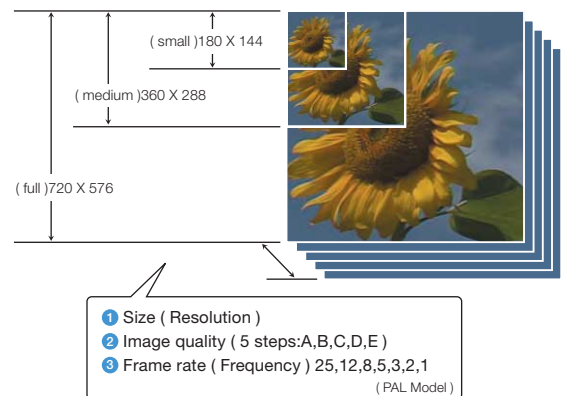 ( small )180 X 144
( medium )360 X 288
( full )720 X 576
1 Size ( Resolution )
2 Image quality ( 5 steps:A,B,C,D,E )
3 Frame rate ( Frequency ) 25,12,8,5,3,2,1
( PAL Model )